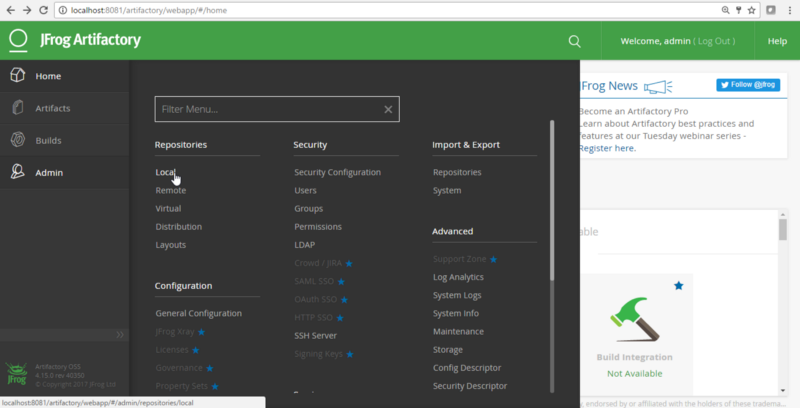 localhost:8081/artifactory/webapp/#/home
JFrog Artifactory
Welcome, admin ( Log Out )
Help
Home
Artifacts
Builds
Admin
Filter Menu...
Repositories
Local
Remote
Virtual
Distribution
Layouts
Configuration
General Configuration
JFrog Xray
Licenses
Governance
Property Sets
Security
Security Configuration
Users
Groups
Permissions
LDAP
Crowd / JIRA
SAML SSO
OAuth SSO
HTTP SSO
SSH Server
Signing Keys
Import & Export
Repositories
System
Advanced
Support Zone
Log Analytics
System Logs
System Info
Maintenance
Storage
Config Descriptor
Security Descriptor
JFrog News
Follow @jfrog
Become an Artifactory Pro
Learn about Artifactory best practices and
features at our Tuesday webinar series -
Register here.
able
Build Integration
Not Available
JFrog
Artifactory OSS
4.15.0 rev 40350
© Copyright 2017 JFrog Ltd
localhost:8081/artifactory/webapp/#/admin/repositories/local
, endorsed by or affiliated with the holders of these tradema...